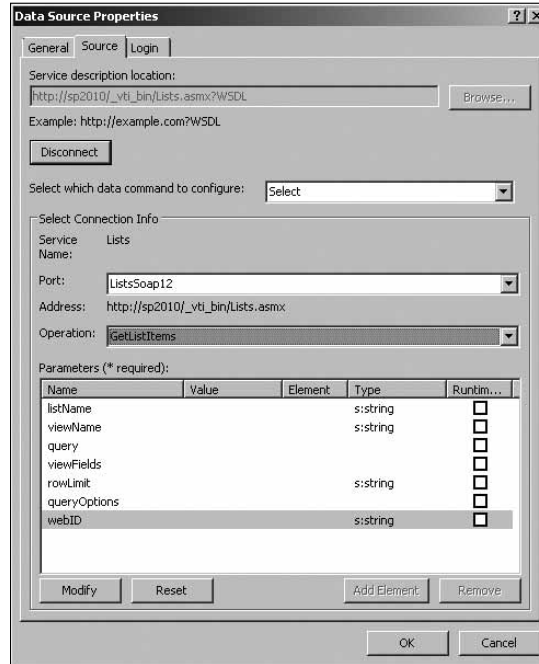 Data Source Properties
General Source Login
Service description location:
http://sp2010/_vti_bin/Lists.asmx?WSDL Browse...
Example: http://example.com?WSDL
Disconnect
Select which data command to configure: Select
Select Connection Info
Service Name: Lists
Port: ListsSoap12
Address: http://sp2010/_vti_bin/Lists.asmx
Operation: GetListItems
Parameters (* required):
Name Value Element Type Runtim...
listName s:string
viewName s:string
query
viewFields
rowLimit s:string
queryOptions
webID s:string
Modify Reset Add Element Remove
OK Cancel